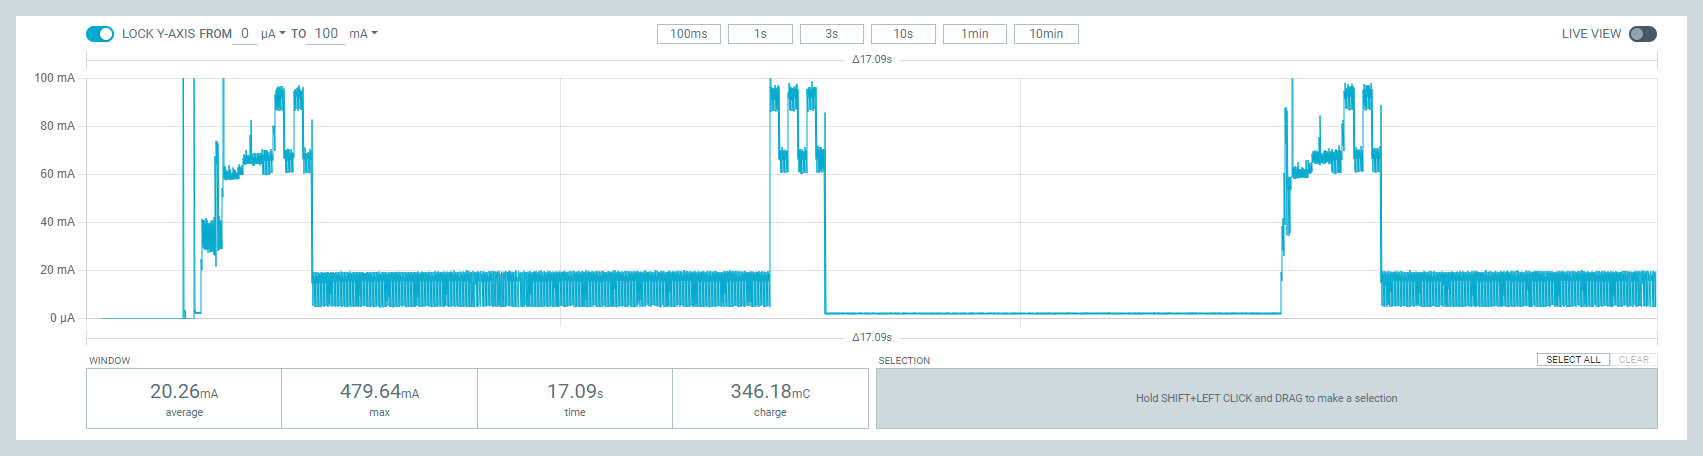 LOCK Y-AXIS FROM 0 µA TO 100 mA 100ms 1s 3s 10s 1min 10min LIVE VIEW
Δ17.09s
100 mA
80 mA
60 mA
40 mA
20 mA
0 µA
Δ17.09s
WINDOW
20.26mA
average
479.64mA
max
17.09s
time
346.18mC
charge
SELECTION
SELECT ALL CLEAR
Hold SHIFT+LEFT CLICK and DRAG to make a selection